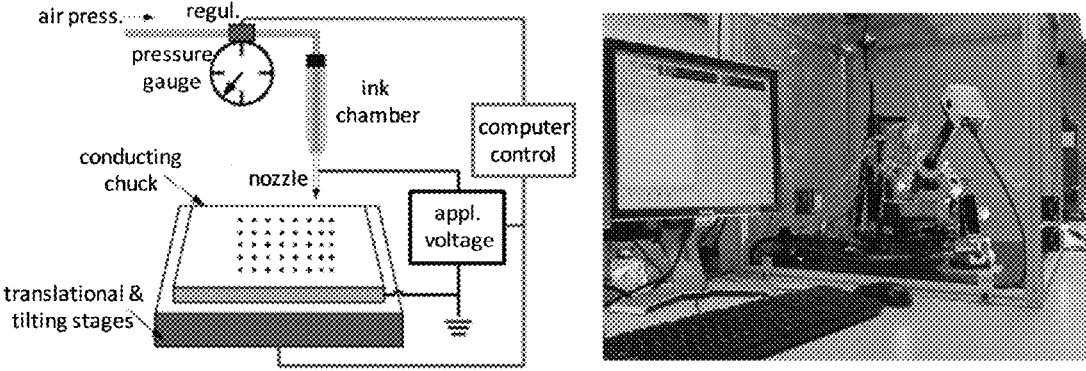 air press.
regul.
pressure
gauge
ink
chamber
computer
control
conducting
chuck
nozzle
appl.
voltage
translational &
tilting stages